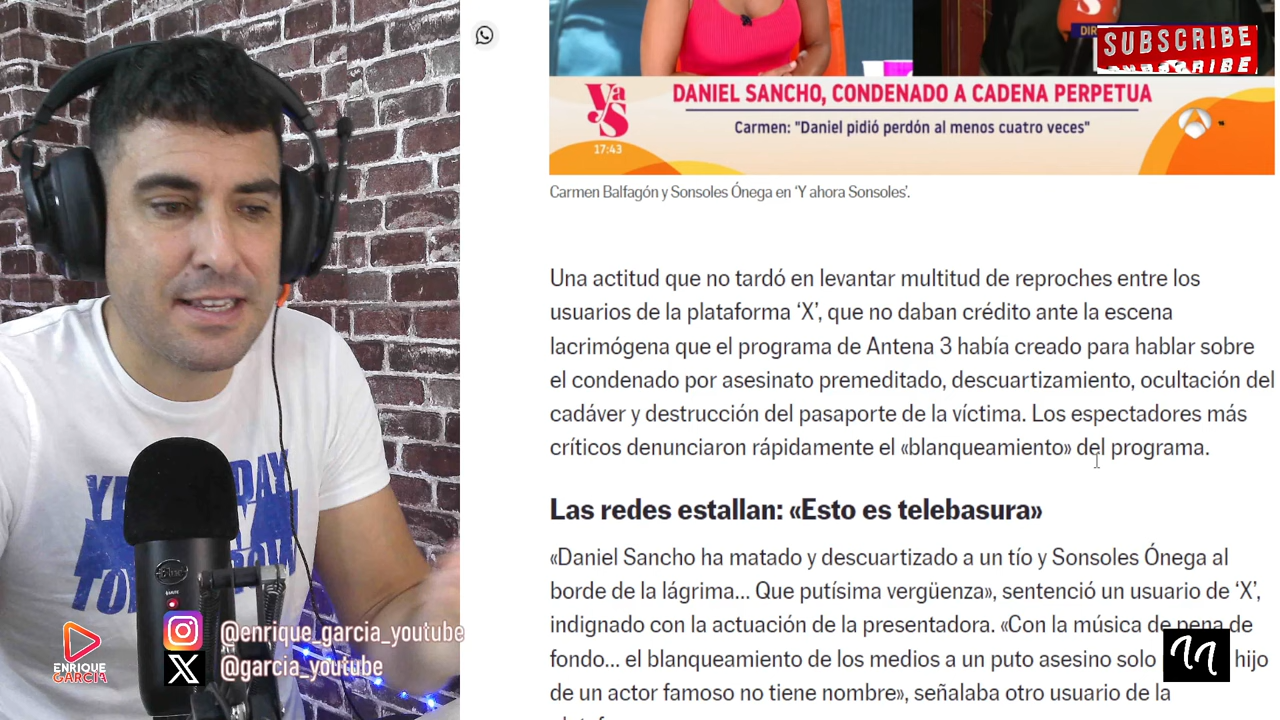 SUBSCRIBE
DIR
YaS
DANIEL SANCHO, CONDENADO A CADENA PERPETUA
Carmen: "Daniel pidió perdón al menos cuatro veces"
17:43
Carmen Balfagón y Sonsoles Ónega en ‘Y ahora Sonsoles’.
Una actitud que no tardó en levantar multitud de reproches entre los
usuarios de la plataforma ‘X’, que no daban crédito ante la escena
lacrimógena que el programa de Antena 3 había creado para hablar sobre
el condenado por asesinato premeditado, descuartizamiento, ocultación del
cadáver y destrucción del pasaporte de la víctima. Los espectadores más
críticos denunciaron rápidamente el «blanqueamiento» del programa.
Las redes estallan: «Esto es telebasura»
«Daniel Sancho ha matado y descuartizado a un tío y Sonsoles Ónega al
borde de la lágrima... Que putísima vergüenza», sentenció un usuario de ‘X’,
indignado con la actuación de la presentadora. «Con la música de pena de
fondo... el blanqueamiento de los medios a un puto asesino solo hijo
de un actor famoso no tiene nombre», señalaba otro usuario de la
YESTERDAY
Blue
@enrique_garcia_youtube
@garcia_youtube
ENRIQUE
GARCIA